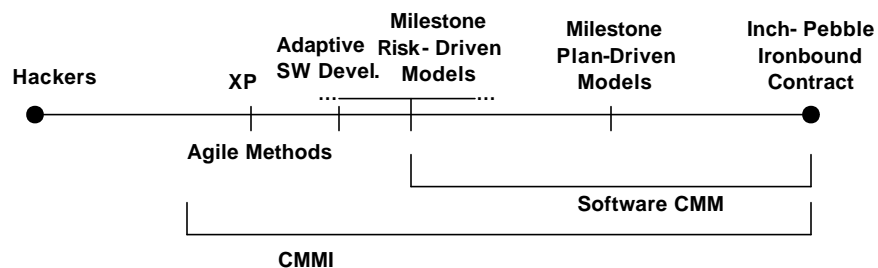 Hackers
XP
Adaptive
SW Devel.
Milestone
Risk- Driven
Models
Milestone
Plan-Driven
Models
Inch- Pebble
Ironbound
Contract
... ...
Agile Methods
Software CMM
CMMI